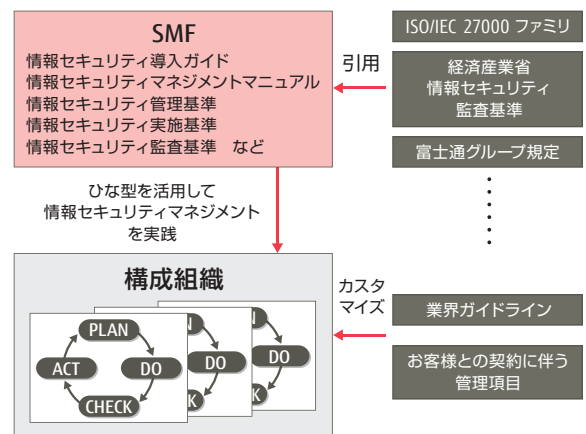 SMF
情報セキュリティ導入ガイド
情報セキュリティマネジメントマニュアル
情報セキュリティ管理基準
情報セキュリティ実施基準
情報セキュリティ監査基準　など
引用
ISO/IEC 27000 ファミリ
経済産業省
情報セキュリティ
監査基準
富士通グループ規定
ひな型を活用して
情報セキュリティマネジメント
を実践
構成組織
PLAN
ACT
DO
CHECK
N
DO
K
N
DO
K
カスタ
マイズ
業界ガイドライン
お客様との契約に伴う
管理項目